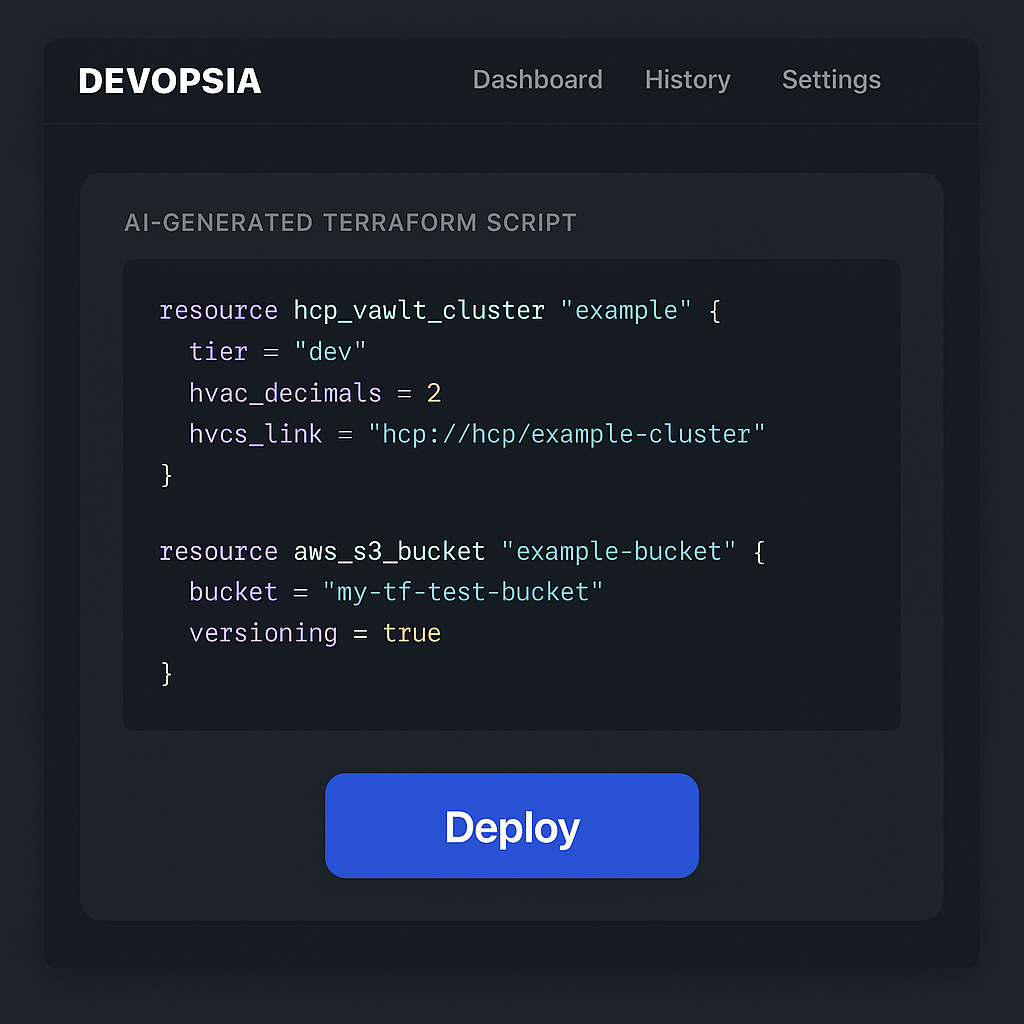 DEVOPSIA
Dashboard History Settings
AI-GENERATED TERRAFORM SCRIPT
resource hcp_vawlt_cluster "example" {
tier = "dev"
hvac_decimals = 2
hvcs_link = "hcp://hcp/example-cluster"
}
resource aws_s3_bucket "example-bucket" {
bucket = "my-tf-test-bucket"
versioning = true
}
Deploy